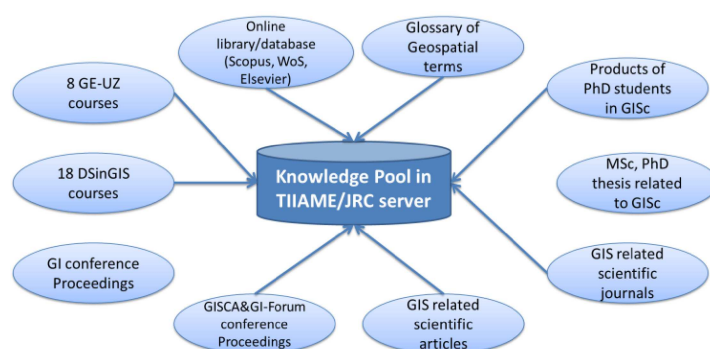 Online
library/database
(Scopus, WoS,
Elsevier)
Glossary of
Geospatial
terms
8 GE-UZ
courses
Products of
PhD students
in GISc
18 DSinGIS
courses
Knowledge Pool in
TIIAME/JRC server
MSc, PhD
thesis related
to GISc
GI conference
Proceedings
GISCA&GI-Forum
conference
Proceedings
GIS related
scientific
articles
GIS related
scientific
journals